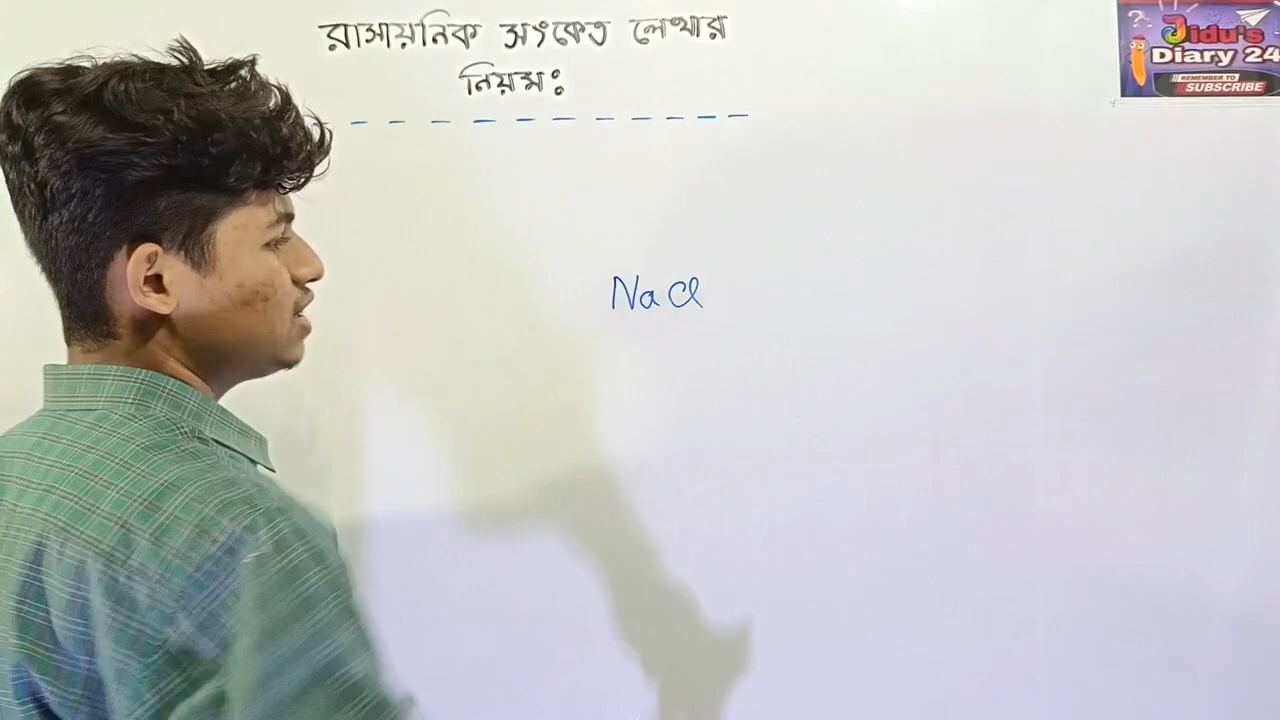 রাসায়নিক সংকেত লেখার
নিয়মঃ
NaCl
Jidu's
Diary 24
REMEMBER TO
SUBSCRIBE